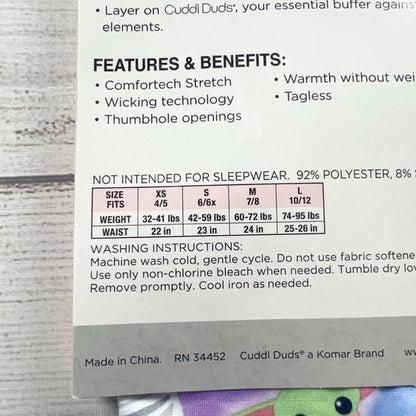 • Layer on Cuddl Duds®, your essential buffer against
elements.
FEATURES & BENEFITS:
• Comfortech Stretch
• Warmth without wei
• Wicking technology
• Tagless
• Thumbhole openings
NOT INTENDED FOR SLEEPWEAR. 92% POLYESTER, 8% S
SIZE FITS XS 4/5 S 6/6x M 7/8 L 10/12
WEIGHT 32-41 lbs 42-59 lbs 60-72 lbs 74-95 lbs
WAIST 22 in 23 in 24 in 25-26 in
WASHING INSTRUCTIONS:
Machine wash cold, gentle cycle. Do not use fabric softene
Use only non-chlorine bleach when needed. Tumble dry lov
Remove promptly. Cool iron as needed.
Made in China. RN 34452 Cuddl Duds® a Komar Brand ww